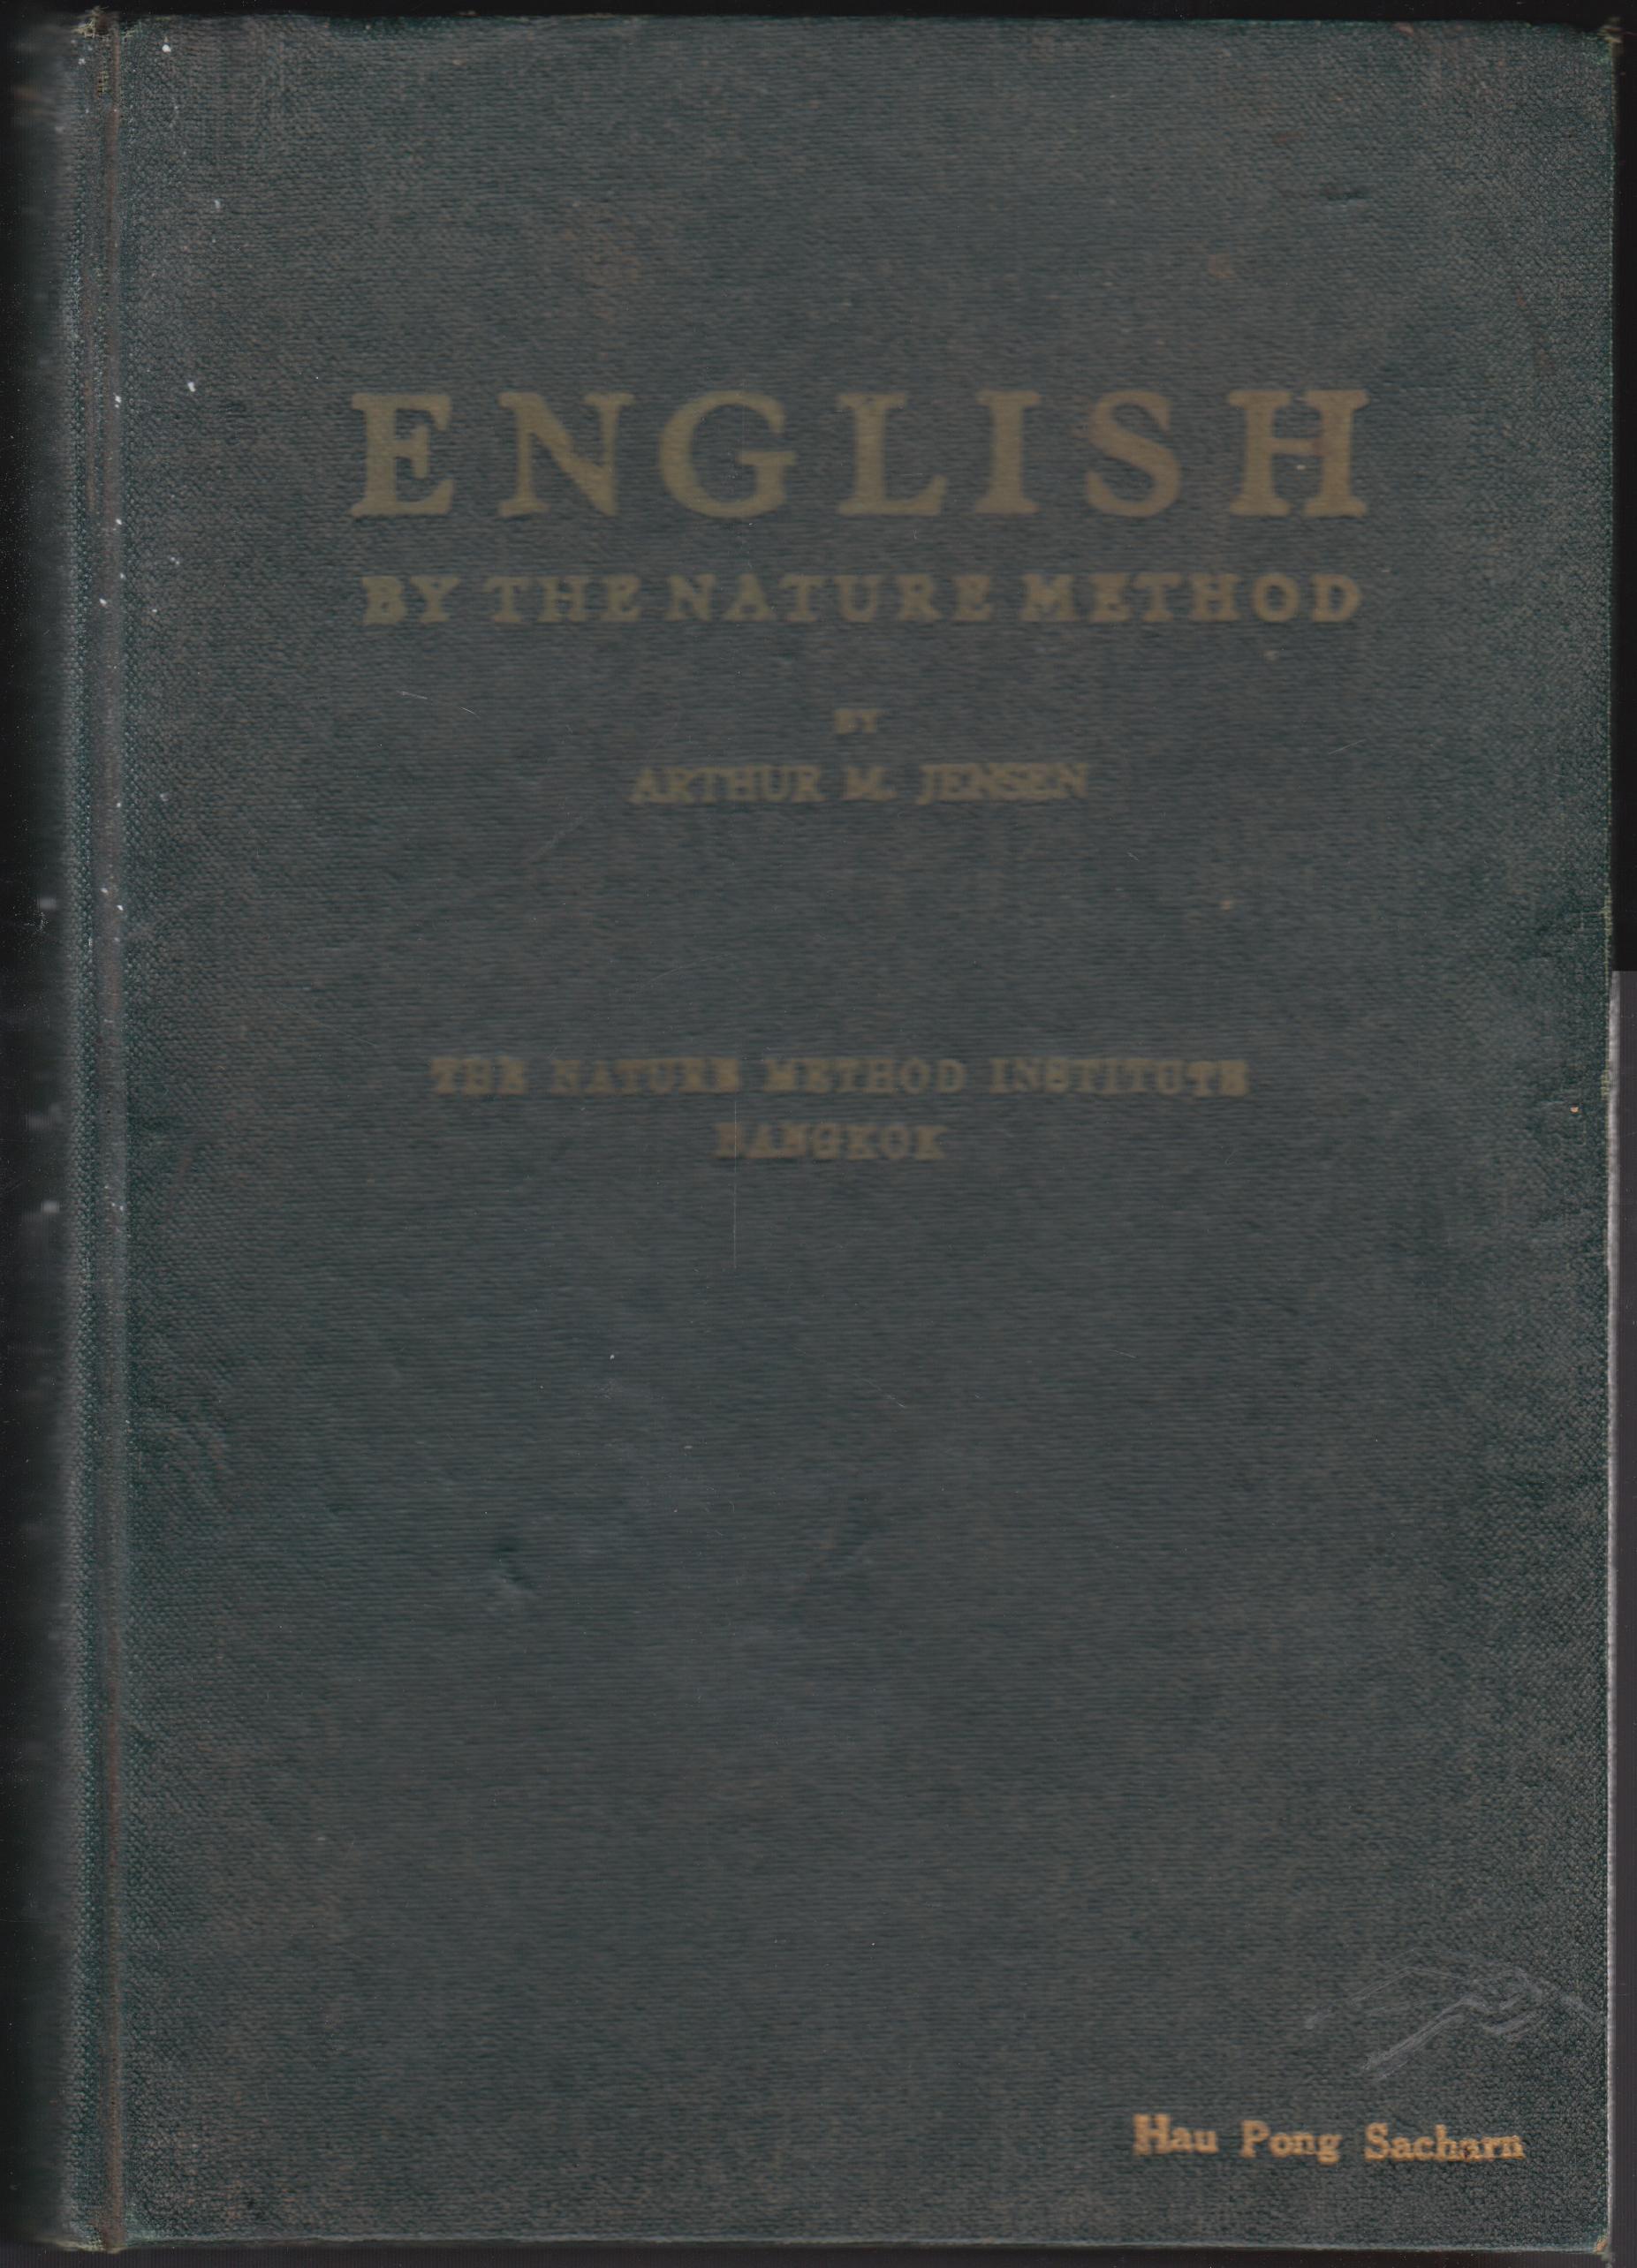 ENGLISH
BY THE NATURE METHOD
BY
ARTHUR M. JENSEN
THE NATURE METHOD INSTITUTE
BANGKOK
Hau Pong Sacharn